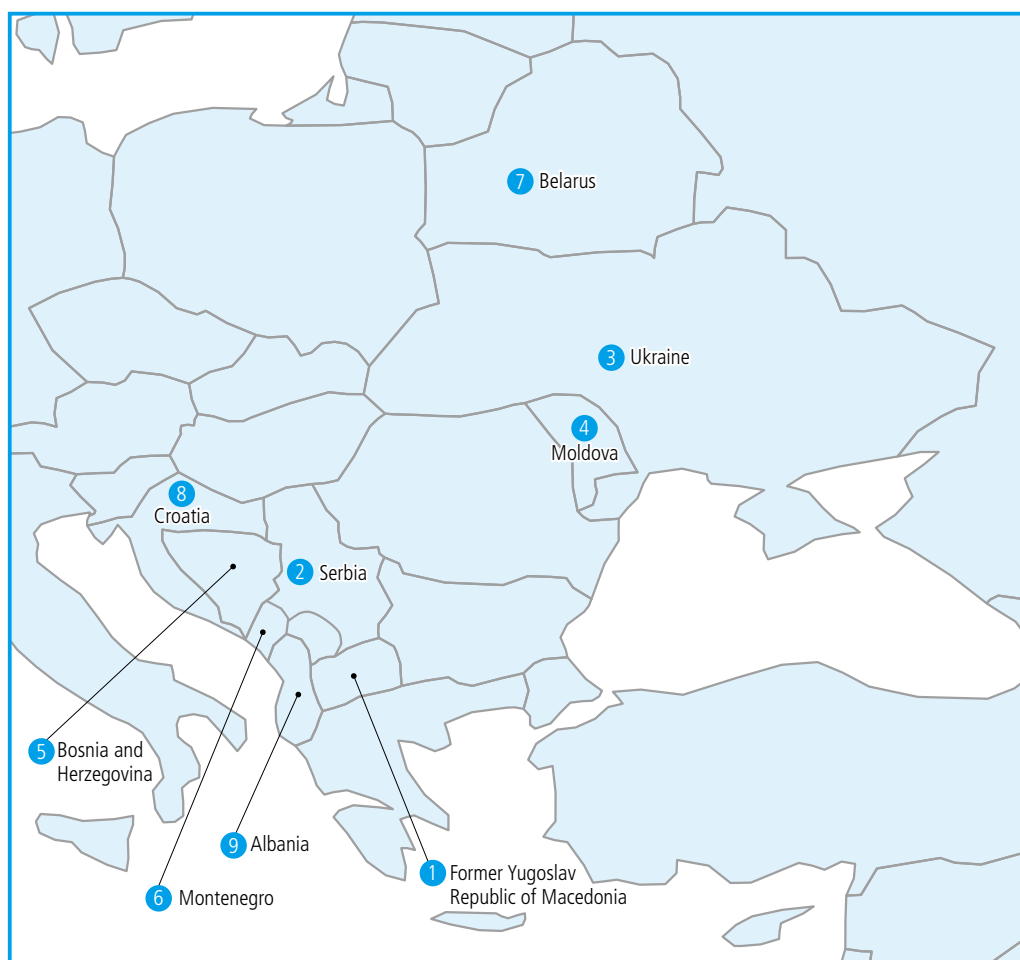 7 Belarus
3 Ukraine
4
Moldova
8
Croatia
2 Serbia
5 Bosnia and
Herzegovina
9 Albania
1 Former Yugoslav
Republic of Macedonia
6 Montenegro